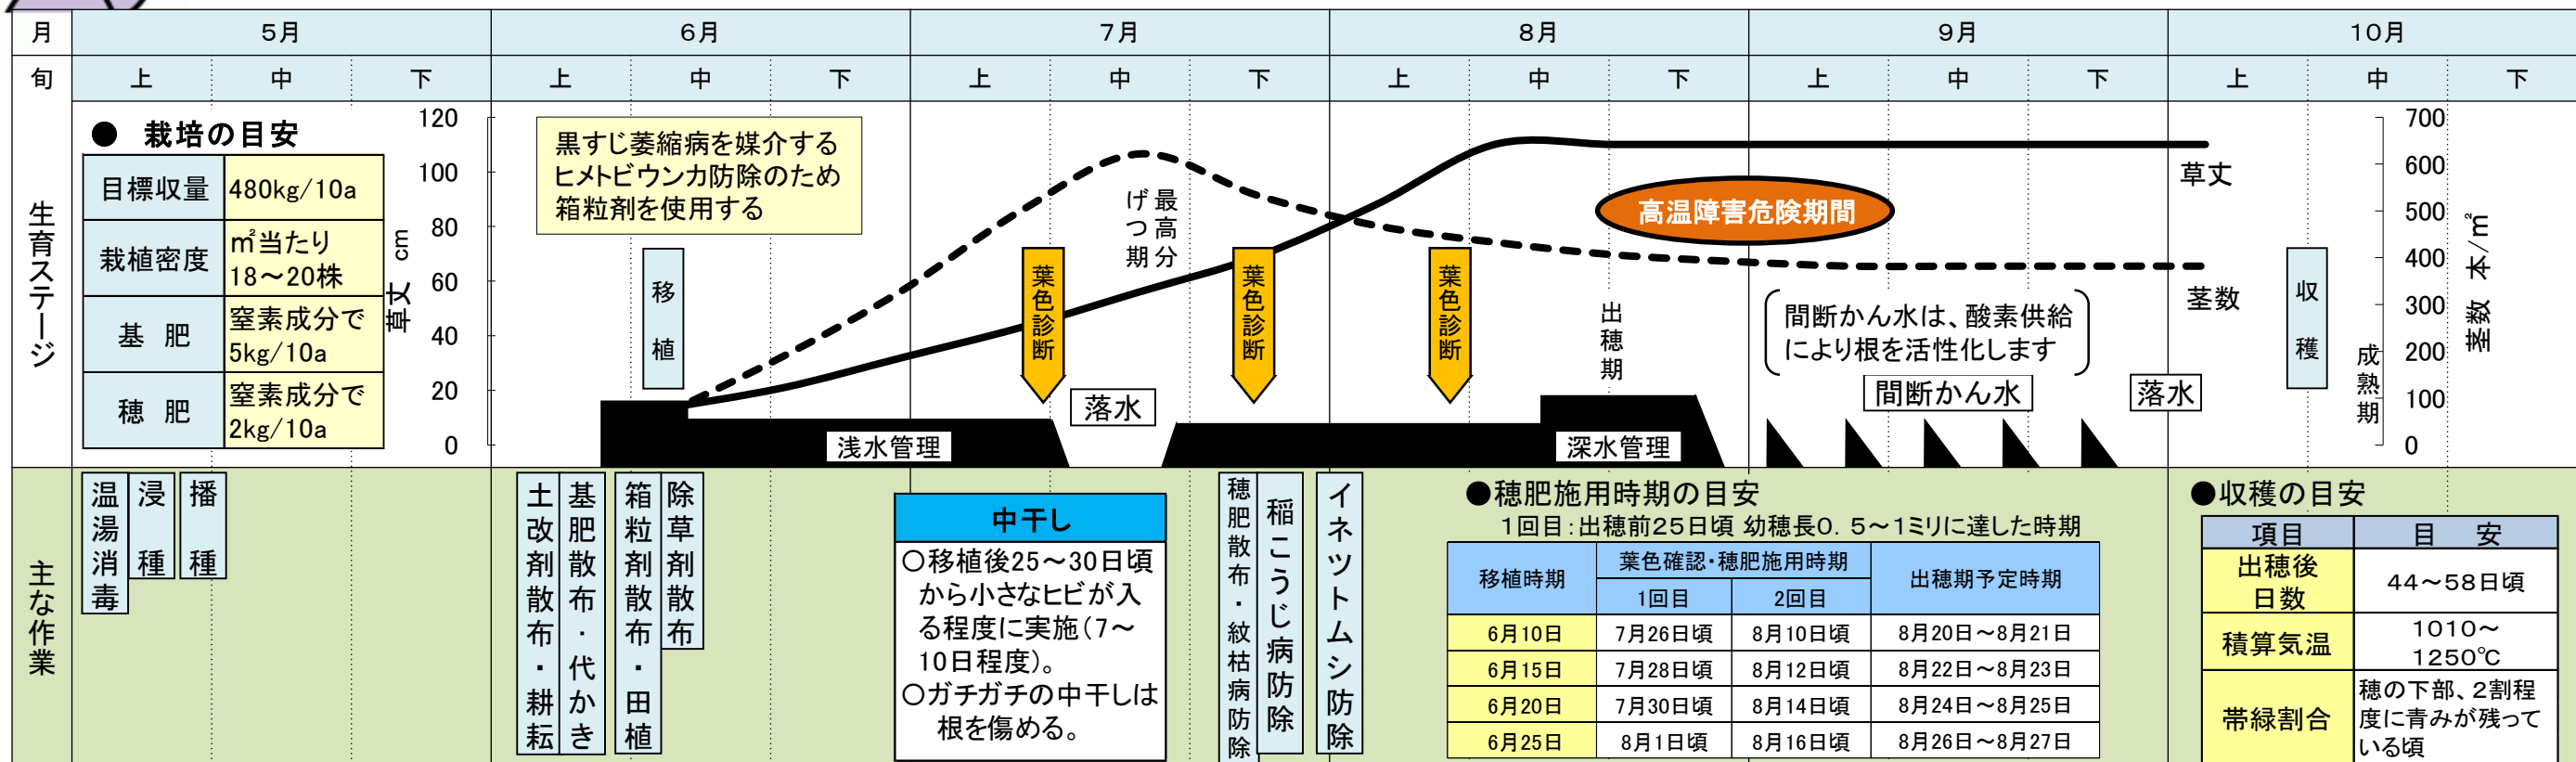 月 5月 6月 7月 8月 9月 10月
旬 上 中 下 上 中 下 上 中 下 上 中 下 上 中 下 上 中 下
生育ステージ
● 栽培の目安
目標収量 480kg/10a
栽植密度 ㎡当たり
18～20株
基 肥 窒素成分で
5kg/10a
穂 肥 窒素成分で
2kg/10a
草丈 cm
120
100
80
60
40
20
0
黒すじ萎縮病を媒介する
ヒメトビウンカ防除のため
箱粒剤を使用する
移植
最高分
げつ期
葉色診断
葉色診断
葉色診断
高温障害危険期間
出穂期
草丈
茎数
間断かん水は、酸素供給
により根を活性化します
浅水管理
落水
深水管理
間断かん水
落水
収穫
成熟期
700
600
500
400
300
200
100
0
茎数 本/㎡
主な作業
温湯消毒
浸種
播種
土改剤散布・耕耘
基肥散布・代かき
箱粒剤散布・田植
除草剤散布
中干し
○移植後25～30日頃
から小さなヒビが入
る程度に実施(7～
10日程度)。
○ガチガチの中干しは
根を傷める。
穂肥散布・紋枯病防除
稲こうじ病防除
イネツトムシ防除
●穂肥施用時期の目安
1回目:出穂前25日頃 幼穂長0.5～1ミリに達した時期
移植時期 葉色確認・穂肥施用時期 出穂期予定時期
1回目 2回目
6月10日 7月26日頃 8月10日頃 8月20日～8月21日
6月15日 7月28日頃 8月12日頃 8月22日～8月23日
6月20日 7月30日頃 8月14日頃 8月24日～8月25日
6月25日 8月1日頃 8月16日頃 8月26日～8月27日
●収穫の目安
項目 目 安
出穂後
日数 44～58日頃
積算気温 1010～
1250℃
帯緑割合 穂の下部、2割程
度に青みが残って
いる頃